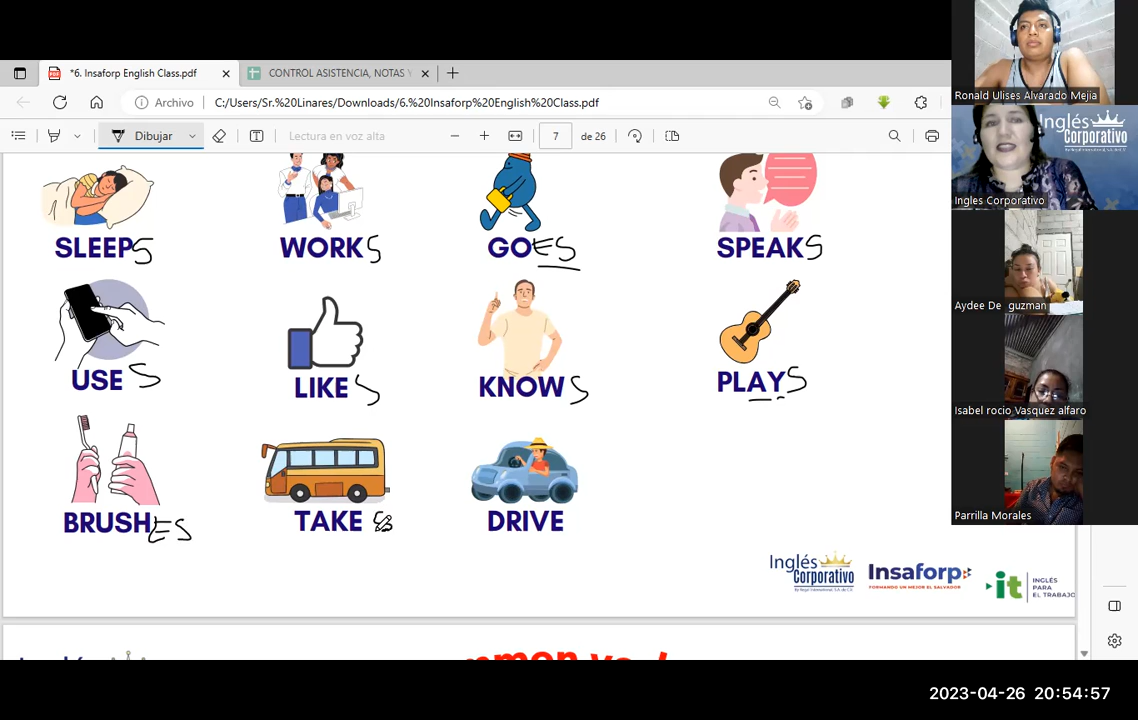 *6. Insaforp English Class.pdf
CONTROL ASISTENCIA, NOTAS Y
Archivo
C:/Users/Sr.%20Linares/Downloads/6.%20Insaforp%20English%20Class.pdf
Dibujar
Lectura en voz alta
7
de 26
SLEEPS
WORKS
GOES
SPEAKS
USES
LIKES
KNOWS
PLAYS
BRUSHES
TAKES
DRIVE
Inglés
Corporativo
Insaforp
FORMANDO UN MEJOR EL SALVADOR
it
INGLÉS
PARA
EL TRABAJO
Ronald Ulises Alvarado Mejia
Inglés
Corporativo
Ingles Corporativo
Aydee De guzman
Isabel rocio Vasquez alfaro
Parrilla Morales
2023-04-26 20:54:57